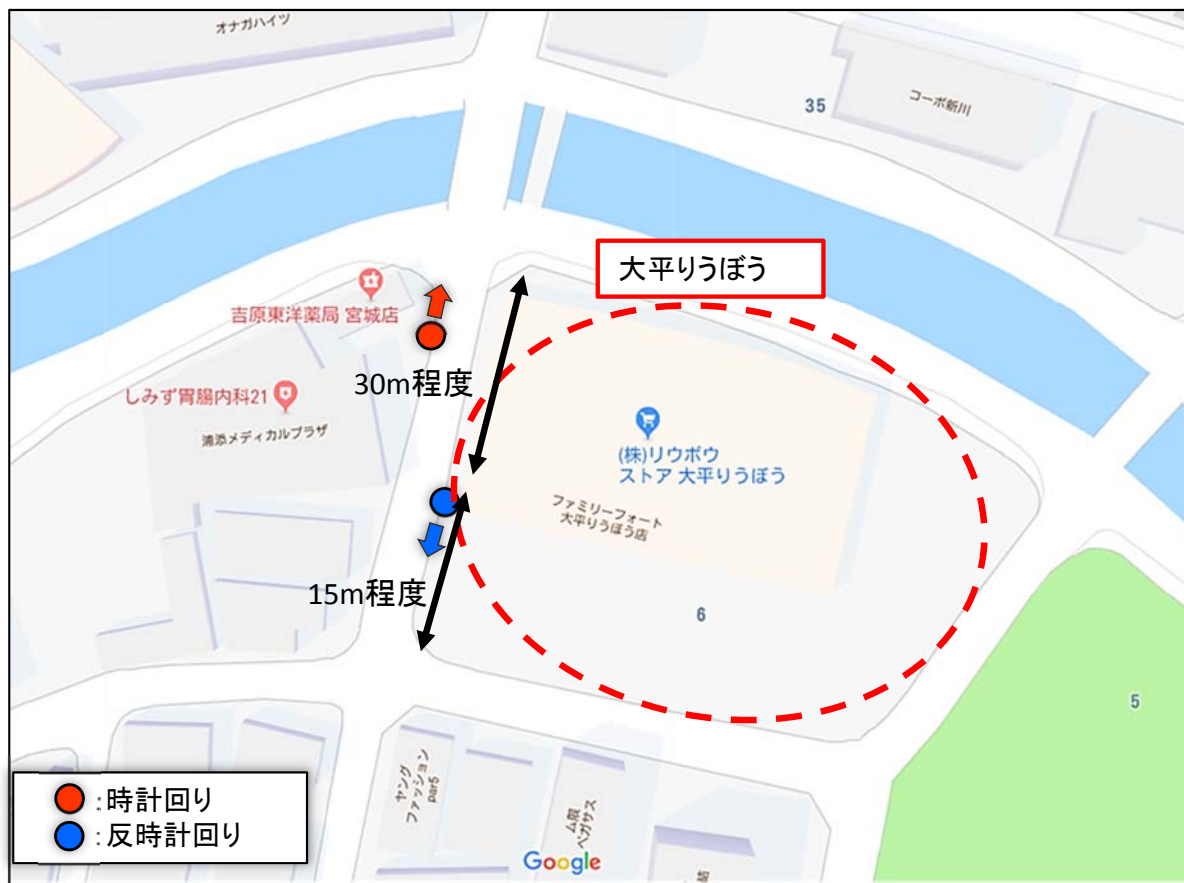 オナガハイツ
35
コーポ新川
大平りうぼう
吉原東洋薬局 宮城店
30m程度
しみず胃腸内科21
浦添メディカルプラザ
(株)リウボウ
ストア 大平りうぼう
ファミリーフォート
大平りうぼう店
15m程度
6
5
ヤング
ファッション
par5
ペガサス
:時計回り
:反時計回り
Google